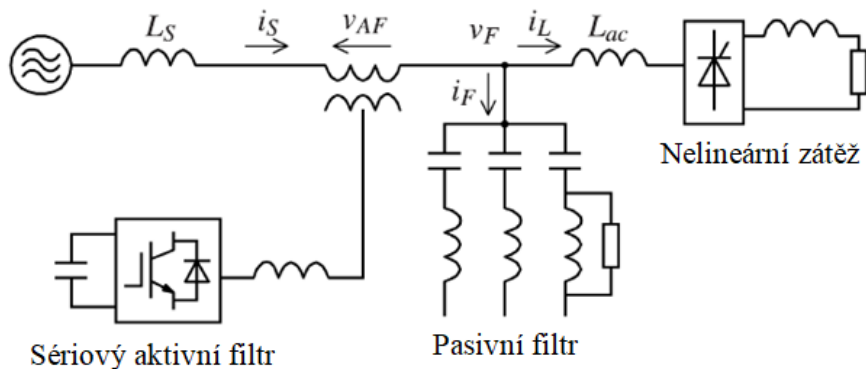 L_S i_S v_AF v_F i_L L_ac
i_F
Nelineární zátěž
Sériový aktivní filtr
Pasivní filtr